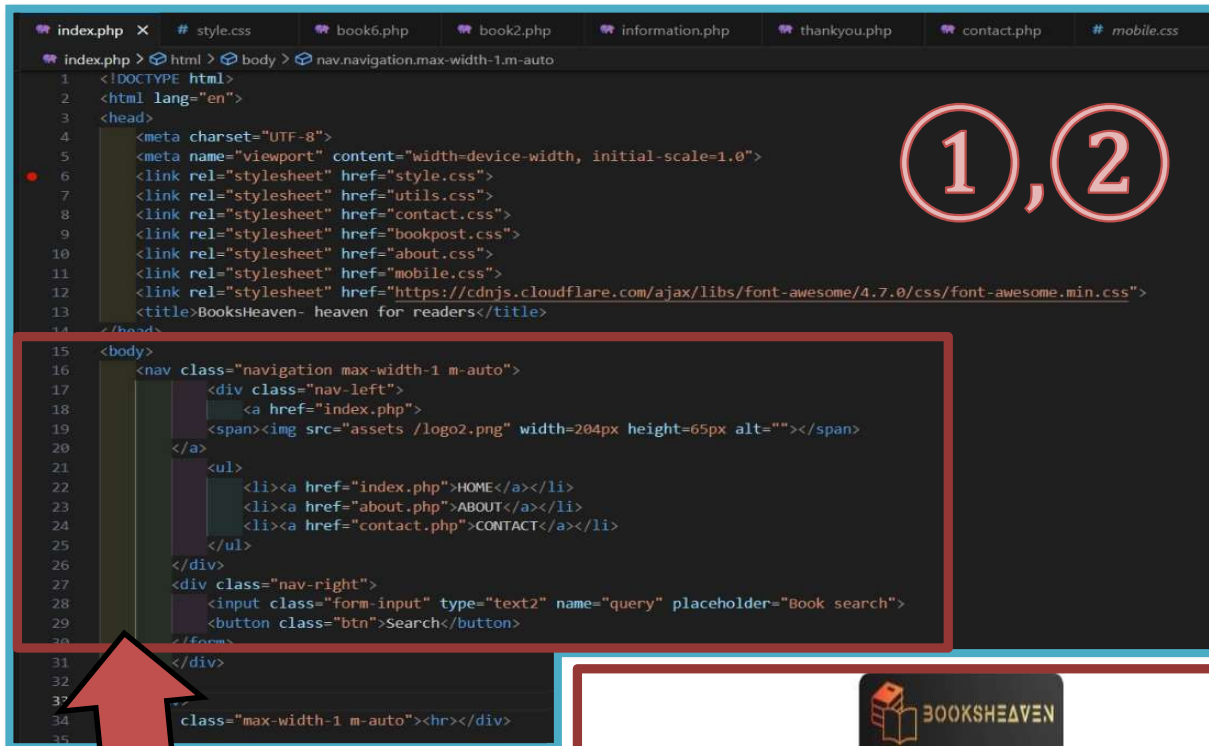 index.php × # style.css book6.php book2.php information.php thankyou.php contact.php # mobile.css
index.php > html > body > nav.navigation.max-width-1.m-auto
1 <!DOCTYPE html>
2 <html lang="en">
3 <head>
4 <meta charset="UTF-8">
5 <meta name="viewport" content="width=device-width, initial-scale=1.0">
6 <link rel="stylesheet" href="style.css">
7 <link rel="stylesheet" href="utils.css">
8 <link rel="stylesheet" href="contact.css">
9 <link rel="stylesheet" href="bookpost.css">
10 <link rel="stylesheet" href="about.css">
11 <link rel="stylesheet" href="mobile.css">
12 <link rel="stylesheet" href="https://cdnjs.cloudflare.com/ajax/libs/font-awesome/4.7.0/css/font-awesome.min.css">
13 <title>BooksHeaven- heaven for readers</title>
14 </head>
15 <body>
16 <nav class="navigation max-width-1 m-auto">
17 <div class="nav-left">
18 <a href="index.php">
19 <span><img src="assets /logo2.png" width=204px height=65px alt=""></span>
20 </a>
21 <ul>
22 <li><a href="index.php">HOME</a></li>
23 <li><a href="about.php">ABOUT</a></li>
24 <li><a href="contact.php">CONTACT</a></li>
25 </ul>
26 </div>
27 <div class="nav-right">
28 <input class="form-input" type="text2" name="query" placeholder="Book search">
29 <button class="btn">Search</button>
30 </form>
31 </div>
32
33
34 class="max-width-1 m-auto"><hr></div>
35
①,②
BOOKSHEAVEN